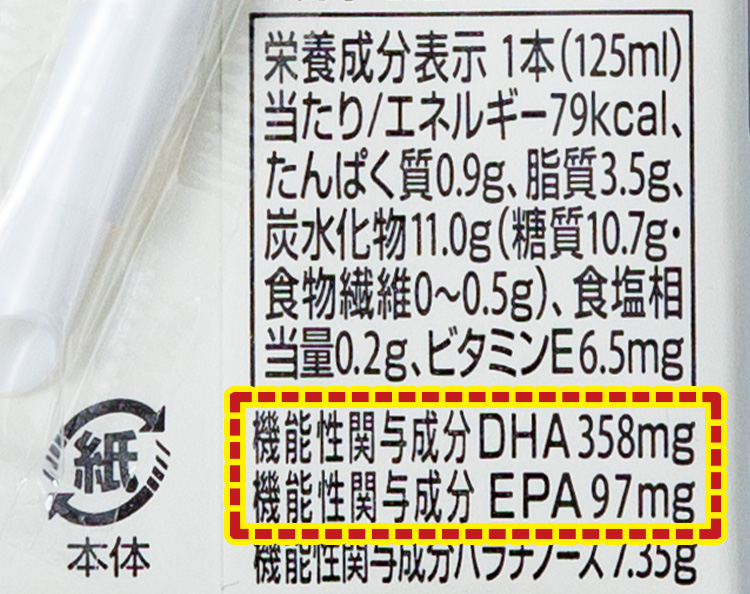 栄養成分表示 1本(125ml)
当たり/エネルギー79kcal、
たんぱく質0.9g、脂質3.5g、
炭水化物11.0g(糖質10.7g・
食物繊維0～0.5g)、食塩相
当量0.2g、ビタミンE6.5mg
機能性関与成分DHA358mg
機能性関与成分 EPA97mg
機能性関与成分パラチノース7.35g
紙
本体